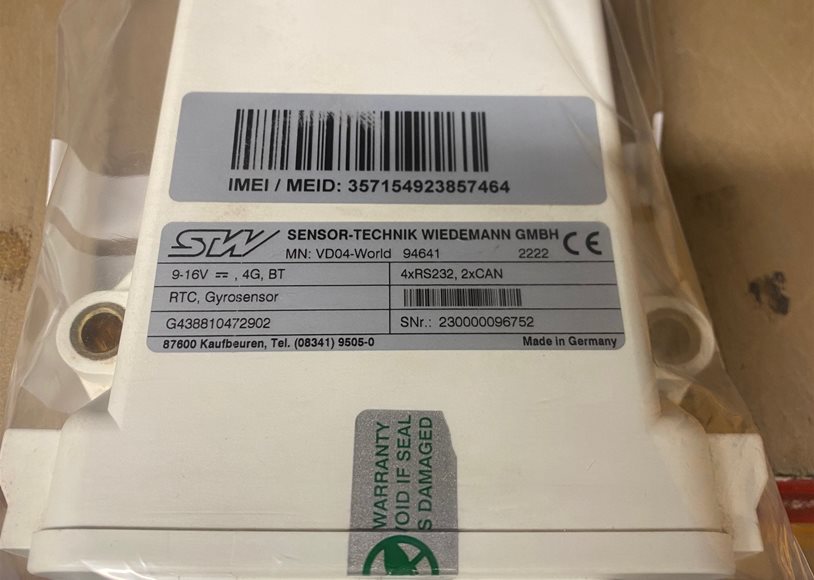 IMEI / MEID: 357154923857464
STW SENSOR-TECHNIK WIEDEMANN GMBH CE
MN: VD04-World 94641 2222
9-16V ⎓, 4G, BT 4xRS232, 2xCAN
RTC, Gyrosensor
G438810472902 SNr.: 230000096752
87600 Kaufbeuren, Tel. (08341) 9505-0 Made in Germany
WARRANTY
VOID IF SEAL
IS DAMAGED